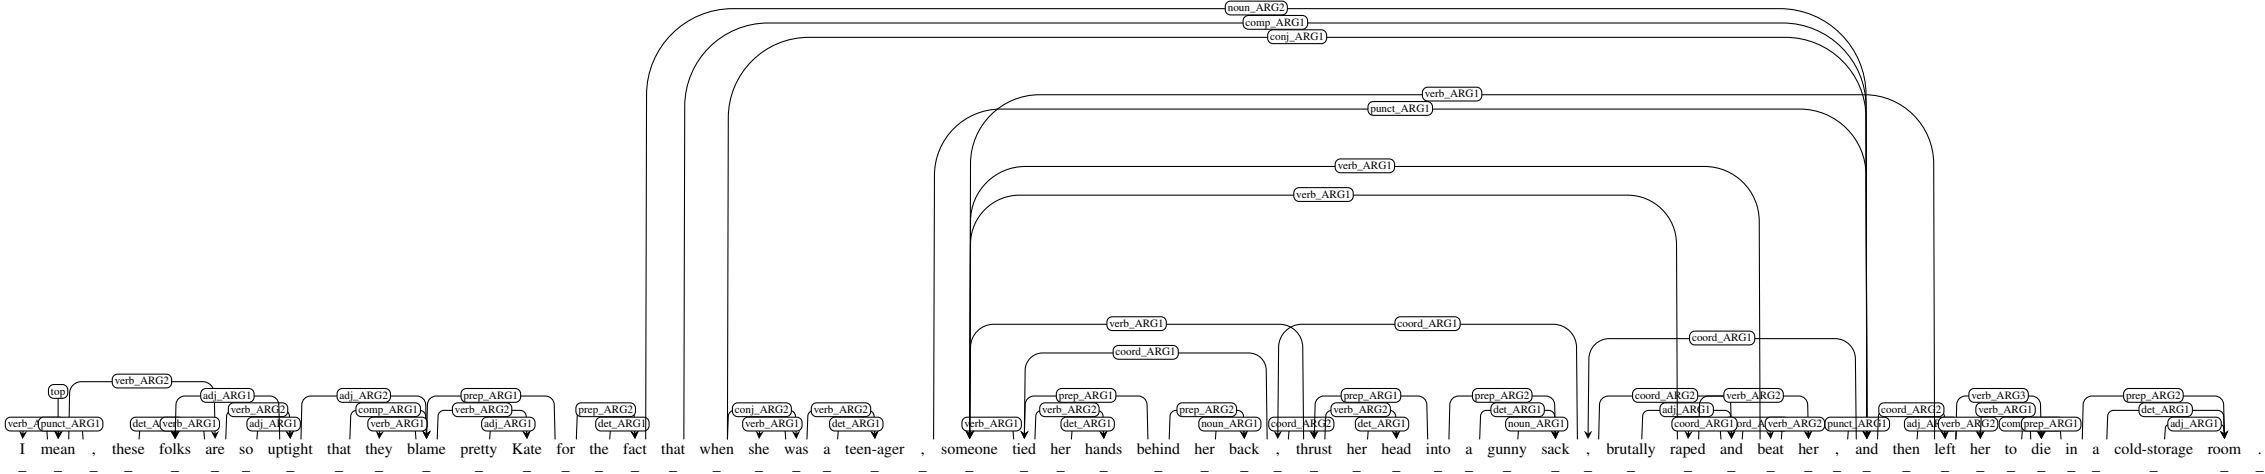 noun_ARG2
comp_ARG1
conj_ARG1
verb_ARG1
punct_ARG1
verb_ARG1
verb_ARG1
verb_ARG1 coord_ARG1
coord_ARG1
coord_ARG1
verb_ARG2
top
adj_ARG1 adj_ARG2 prep_ARG1 prep_ARG1 prep_ARG1 prep_ARG2 coord_ARG2 verb_ARG2 verb_ARG3 prep_ARG2
verb_ARG2 comp_ARG1 verb_ARG2 prep_ARG2 conj_ARG2 verb_ARG2 verb_ARG2 prep_ARG2 verb_ARG2 det_ARG1 adj_ARG1 coord_ARG2 verb_ARG1 det_ARG1
punct_ARG1 verb_ARG1 adj_ARG1 verb_ARG1 adj_ARG1 det_ARG1 verb_ARG1 verb_ARG1 det_ARG1 noun_ARG1 coord_ARG2 det_ARG1 noun_ARG1 coord_ARG1 verb_ARG2 punct_ARG1 verb_ARG2 prep_ARG1 adj_ARG1
I mean , these folks are so uptight that they blame pretty Kate for the fact that when she was a teen-ager , someone tied her hands behind her back , thrust her head into a gunny sack , brutally raped and beat her , and then left her to die in a cold-storage room .